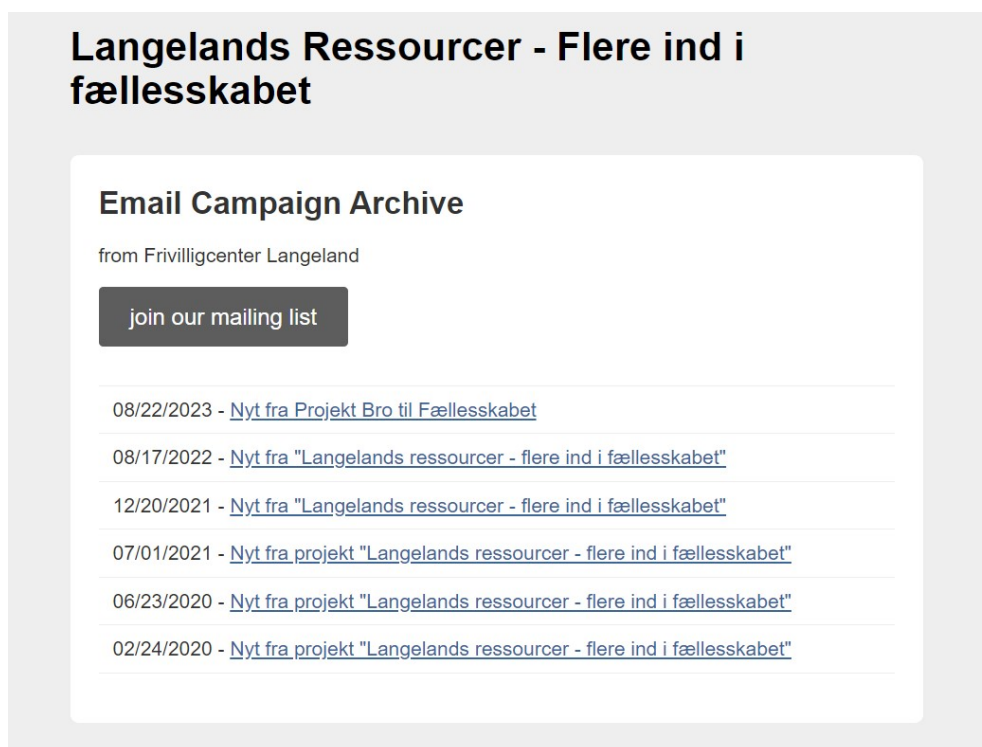 Langelands Ressourcer - Flere ind i
fællesskabet
Email Campaign Archive
from Frivilligcenter Langeland
join our mailing list
08/22/2023 - Nyt fra Projekt Bro til Fællesskabet
08/17/2022 - Nyt fra "Langelands ressourcer - flere ind i fællesskabet"
12/20/2021 - Nyt fra "Langelands ressourcer - flere ind i fællesskabet"
07/01/2021 - Nyt fra projekt "Langelands ressourcer - flere ind i fællesskabet"
06/23/2020 - Nyt fra projekt "Langelands ressourcer - flere ind i fællesskabet"
02/24/2020 - Nyt fra projekt "Langelands ressourcer - flere ind i fællesskabet"